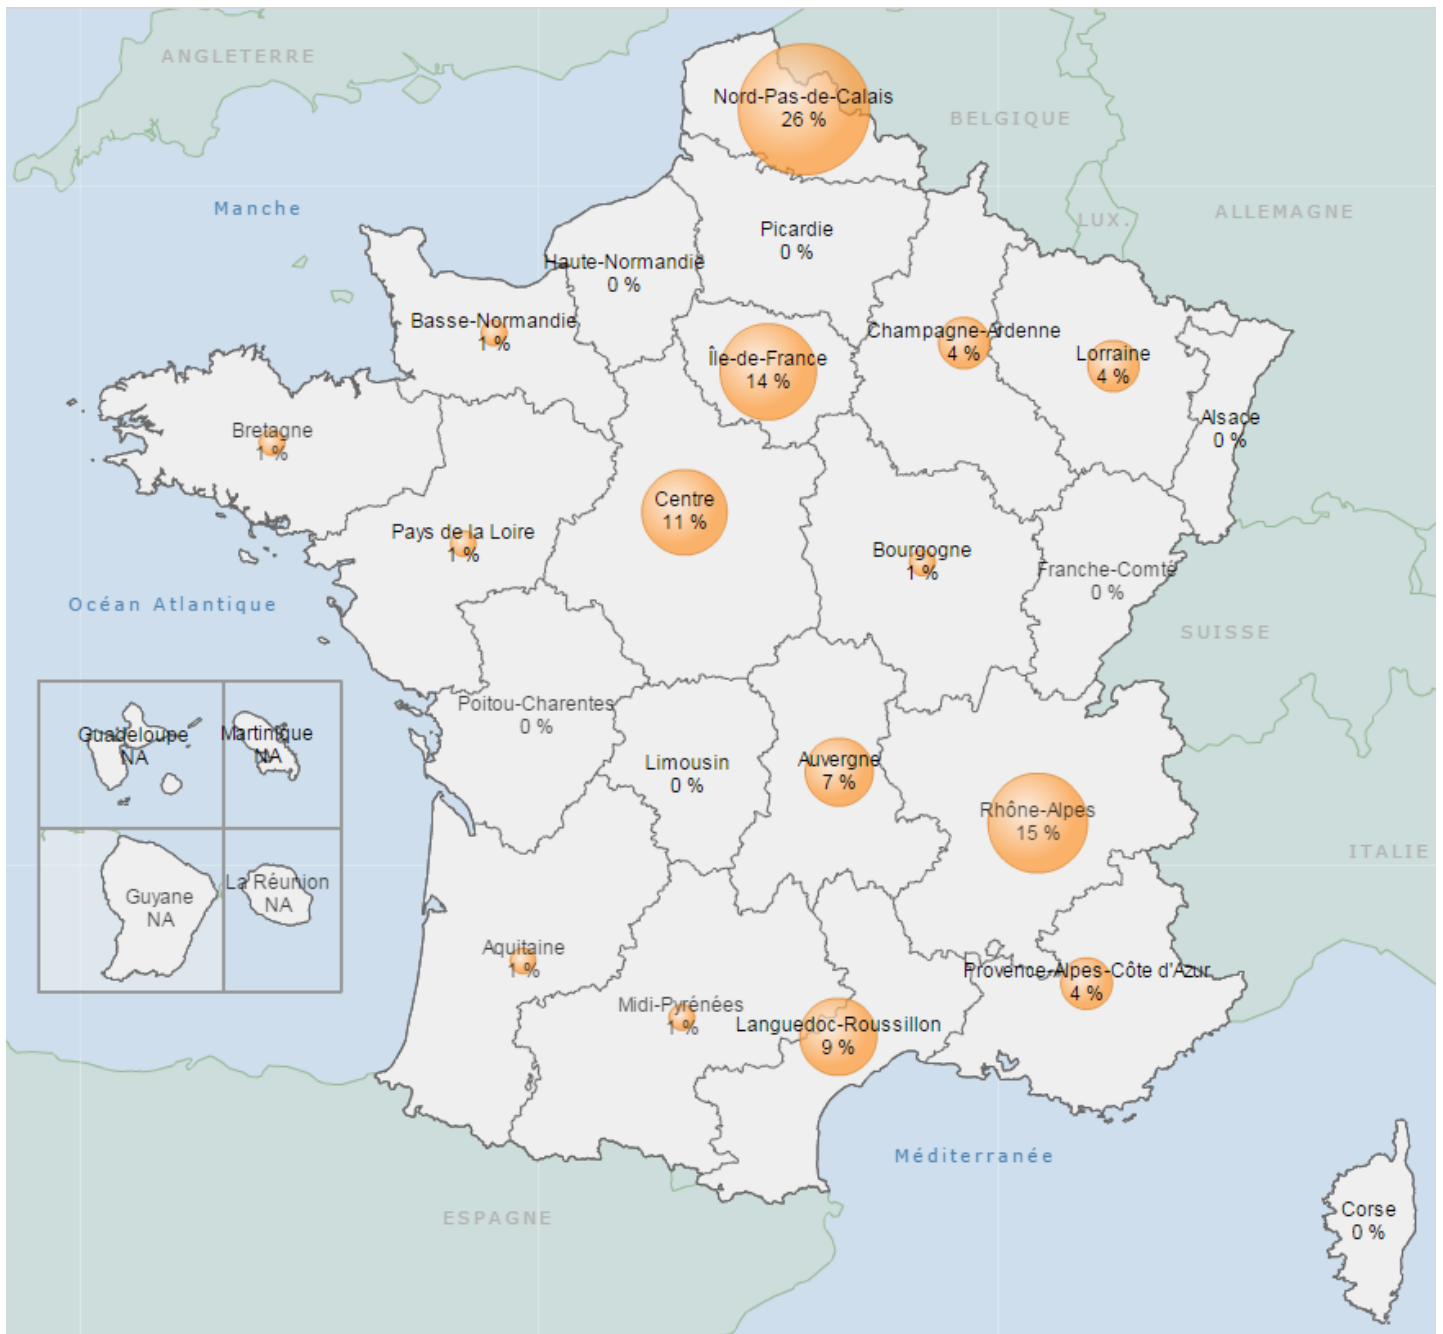 ANGLETERRE
Nord-Pas-de-Calais
26 %
BELGIQUE
Manche
LUX.
ALLEMAGNE
Picardie
0 %
Haute-Normandie
0 %
Basse-Normandie
1 %
Île-de-France
14 %
Champagne-Ardenne
4 %
Lorraine
4 %
Alsace
0 %
Bretagne
1 %
Centre
11 %
Pays de la Loire
1 %
Bourgogne
1 %
Franche-Comté
0 %
Océan Atlantique
SUISSE
Poitou-Charentes
0 %
Guadeloupe
NA
Martinique
NA
Limousin
0 %
Auvergne
7 %
Rhône-Alpes
15 %
ITALIE
Guyane
NA
La Réunion
NA
Aquitaine
1 %
Midi-Pyrénées
1 %
Languedoc-Roussillon
9 %
Provence-Alpes-Côte d'Azur
4 %
Méditerranée
ESPAGNE
Corse
0 %